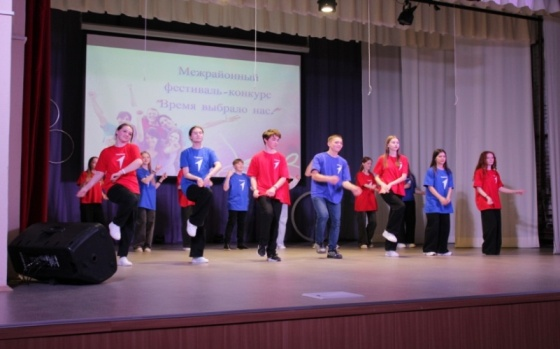 Межрайонный
фестиваль-конкурс
"Время выбрало нас"